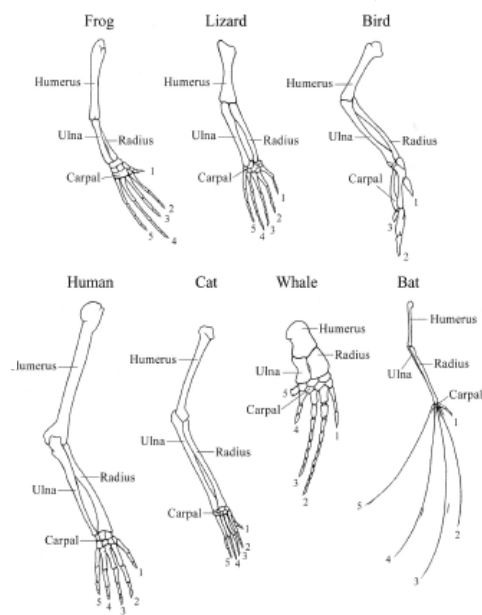 Frog
Humerus
Ulna
Radius
Carpal
1
2
3
4
5
Lizard
Humerus
Ulna
Radius
Carpal
1
2
3
4
5
Bird
Humerus
Ulna
Radius
Carpal
1
3
2
Human
Iumerus
Radius
Ulna
Carpal
1
2
3
4
5
Cat
Humerus
Ulna
Radius
Carpal
1
2
3
4
5
Whale
Humerus
Radius
Ulna
5
Carpal
4
1
3
2
Bat
Humerus
Ulna
Carpal
1
Radius
5
2
4
3